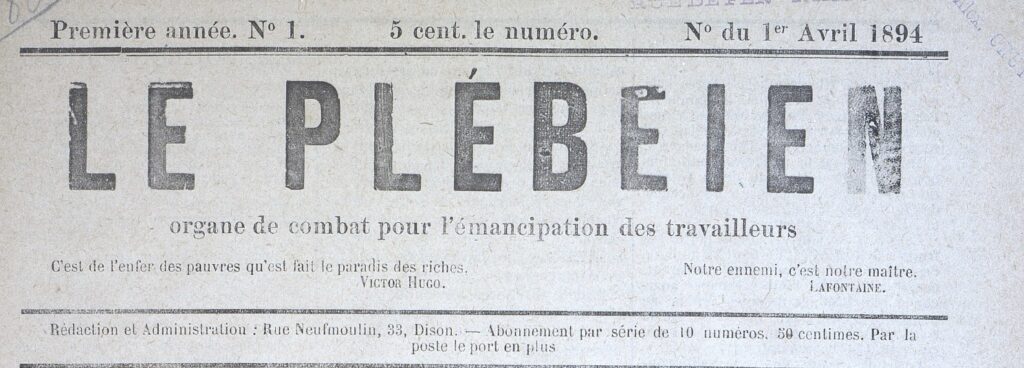 Première année. Nº 1. 5 cent. le numéro. Nº du 1er Avril 1894
LE PLÉBEIEN
organe de combat pour l'émancipation des travailleurs
C'est de l'enfer des pauvres qu'est fait le paradis des riches.
VICTOR HUGO.
Notre ennemi, c'est notre maître.
LAFONTAINE.
Rédaction et Administration : Rue Neufmoulin, 33, Dison. — Abonnement par série de 10 numéros, 50 centimes. Par la
poste le port en plus